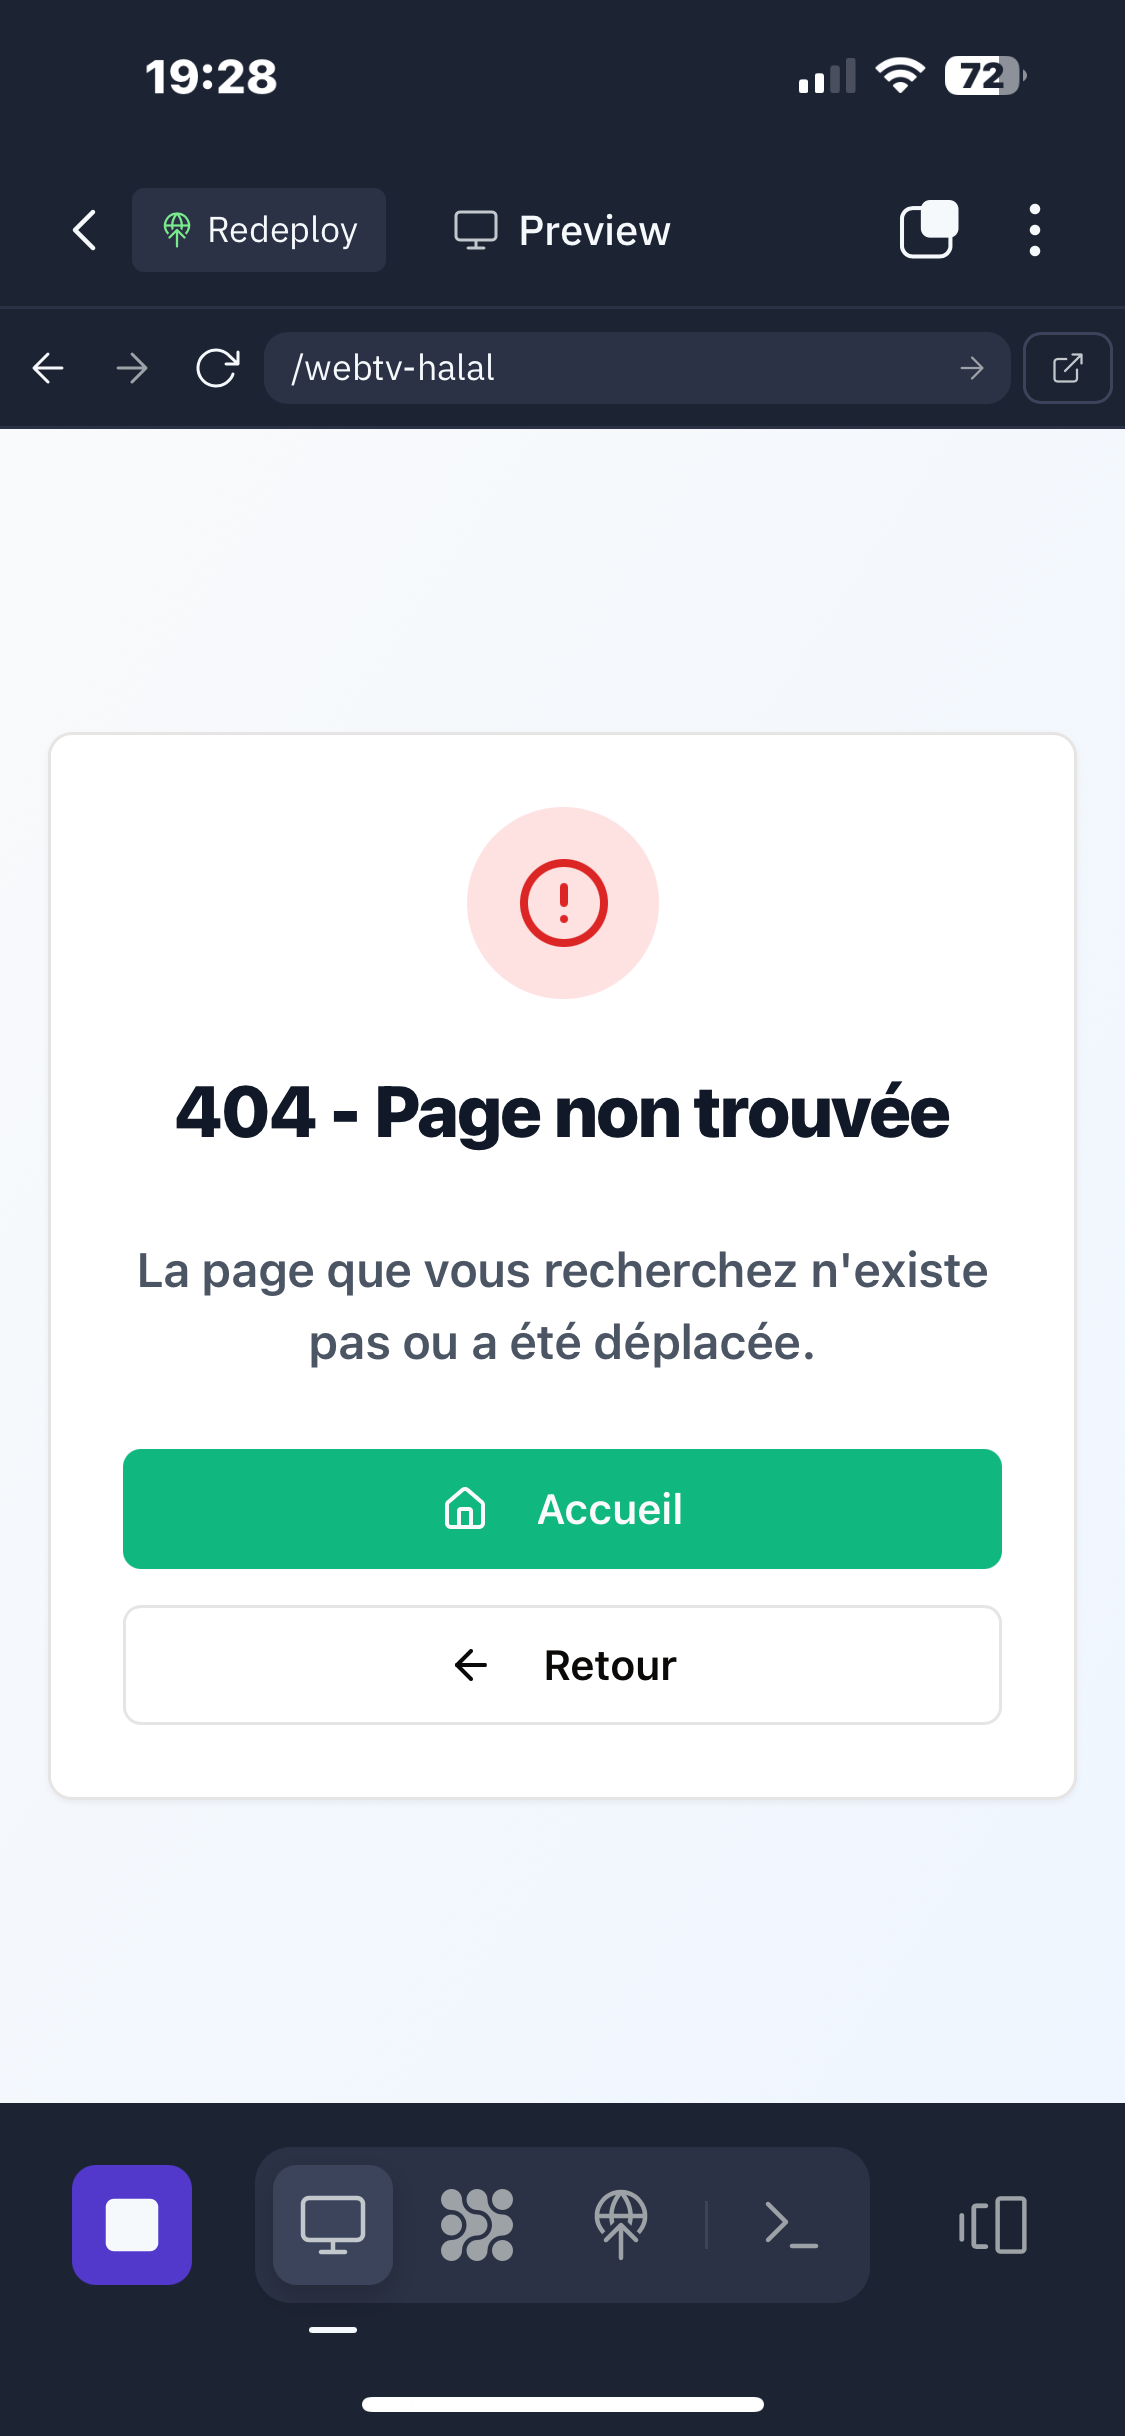 19:28
72
Redeploy
Preview
/webtv-halal
404 - Page non trouvée
La page que vous recherchez n'existe
pas ou a été déplacée.
Accueil
Retour